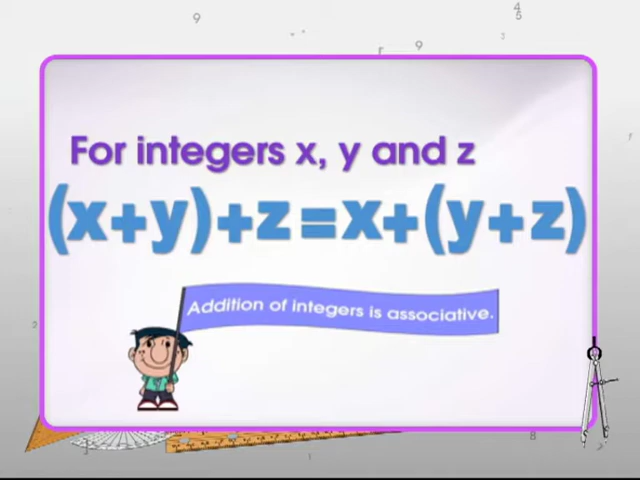 For integers x, y and z
(x+y)+z=x+(y+z)
Addition of integers is associative.